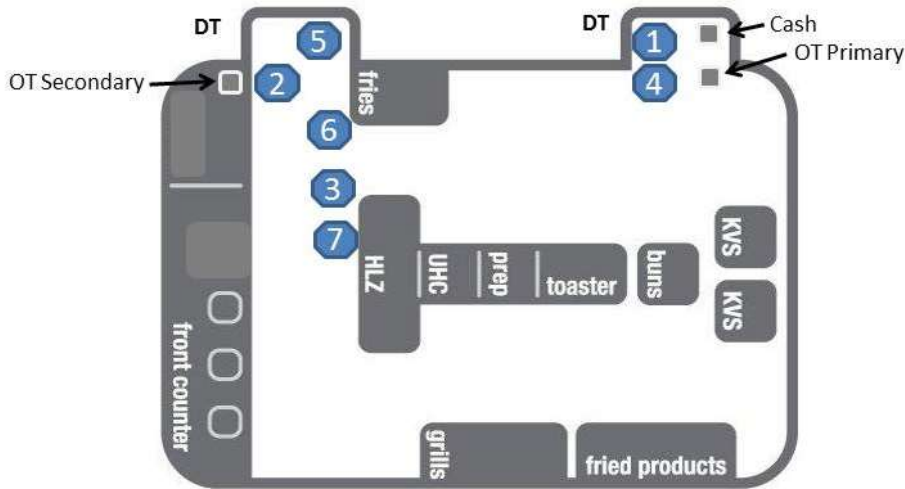 DT
DT
Cash
OT Primary
OT Secondary
5
1
2
4
fries
6
3
7
HLZ
UHC
prep
toaster
buns
KVS
KVS
front counter
grills
fried products